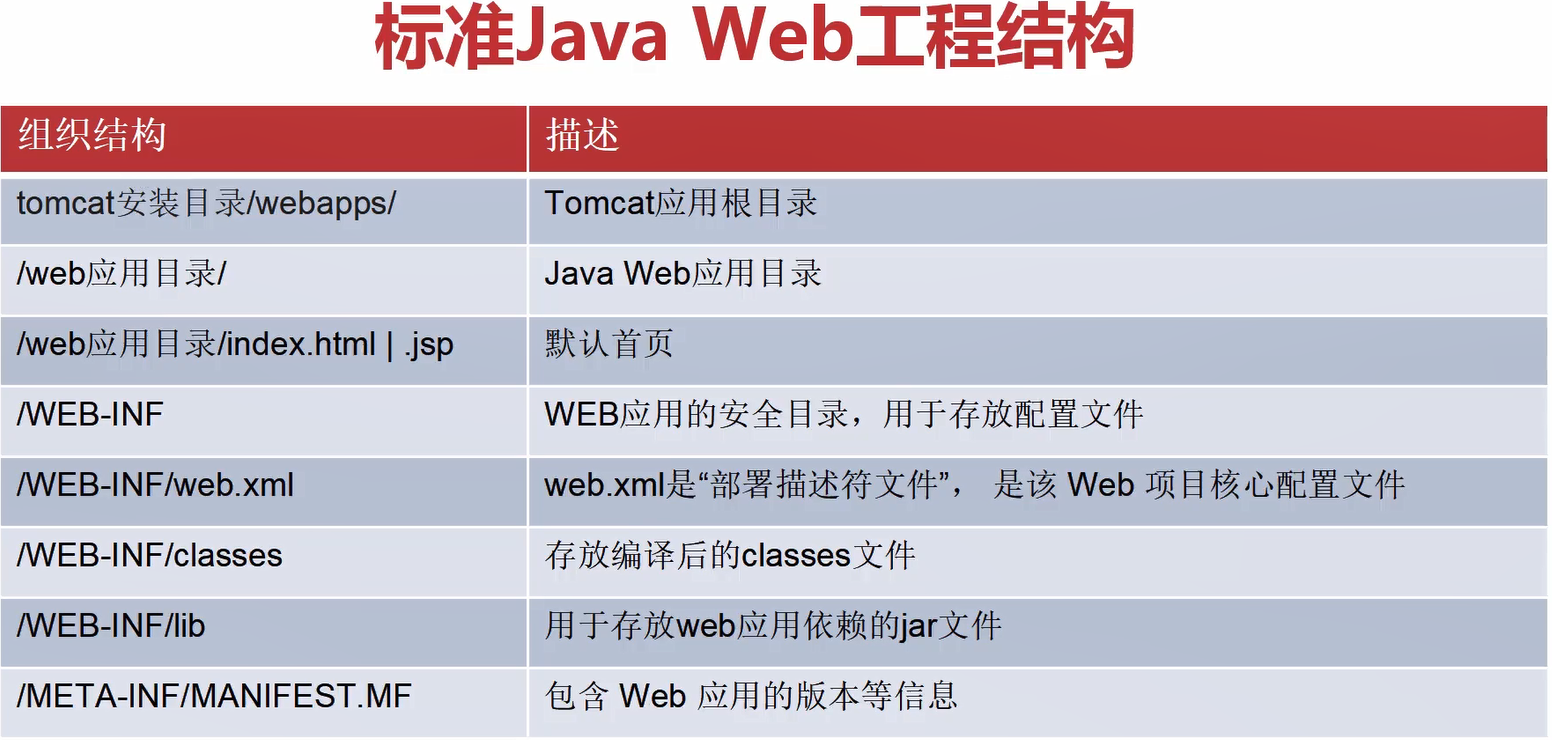 标准Java Web工程结构
组织结构
描述
tomcat安装目录/webapps/
Tomcat应用根目录
/web应用目录/
Java Web应用目录
/web应用目录/index.html | .jsp
默认首页
/WEB-INF
WEB应用的安全目录，用于存放配置文件
/WEB-INF/web.xml
web.xml是“部署描述符文件”， 是该 Web 项目核心配置文件
/WEB-INF/classes
存放编译后的classes文件
/WEB-INF/lib
用于存放web应用依赖的jar文件
/META-INF/MANIFEST.MF
包含 Web 应用的版本等信息